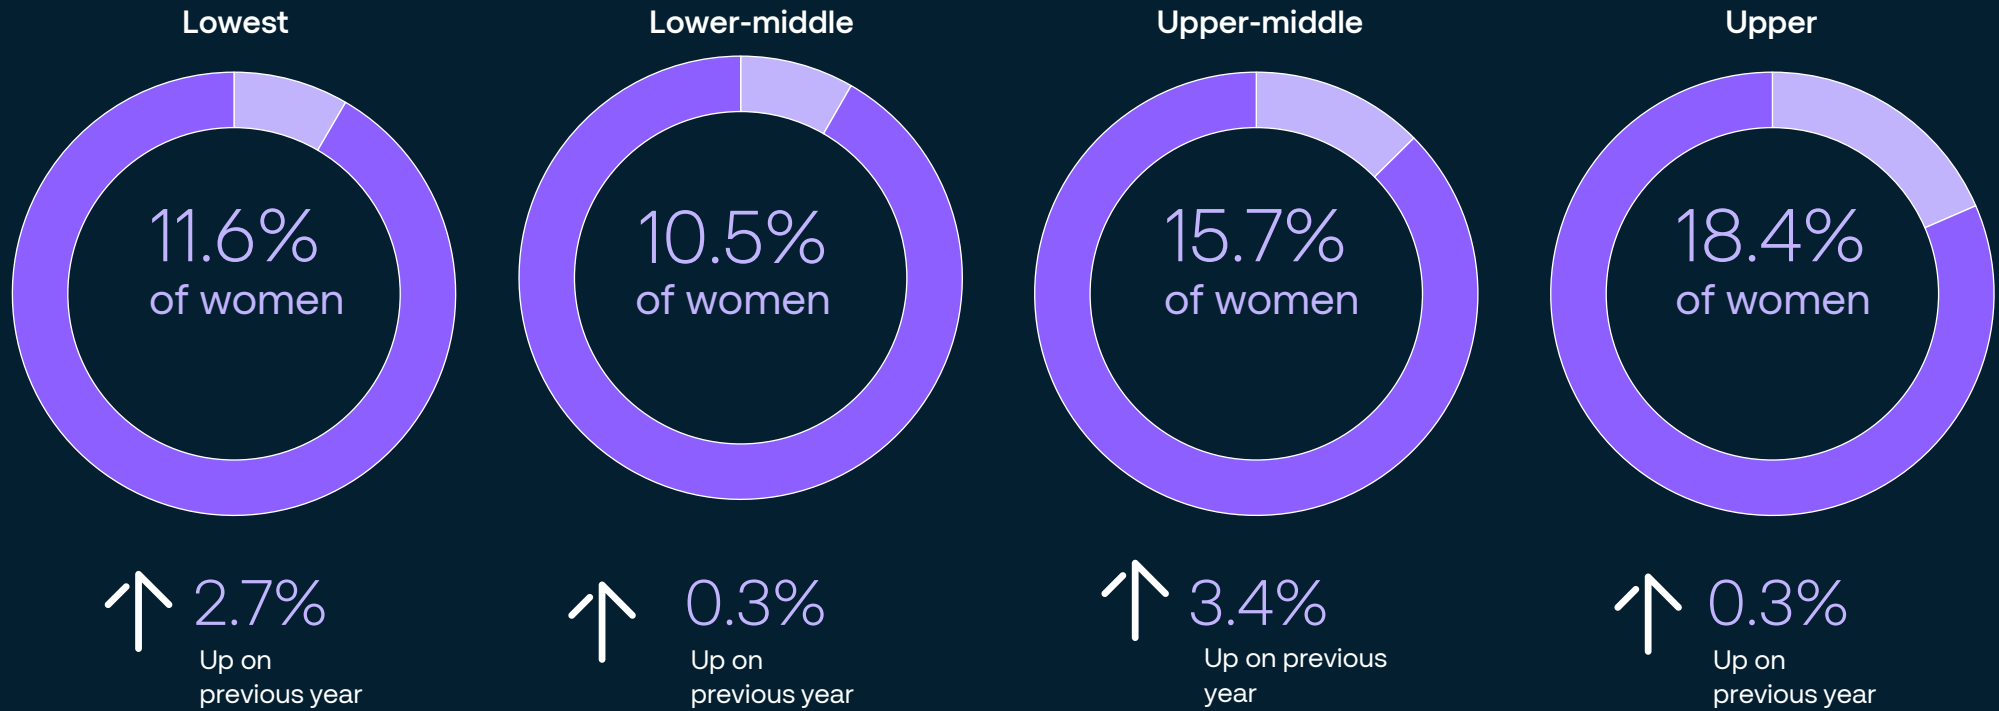 Lowest
11.6%
of women
2.7%
Up on
previous year
Lower-middle
10.5%
of women
0.3%
Up on
previous year
Upper-middle
15.7%
of women
3.4%
Up on previous
year
Upper
18.4%
of women
0.3%
Up on
previous year